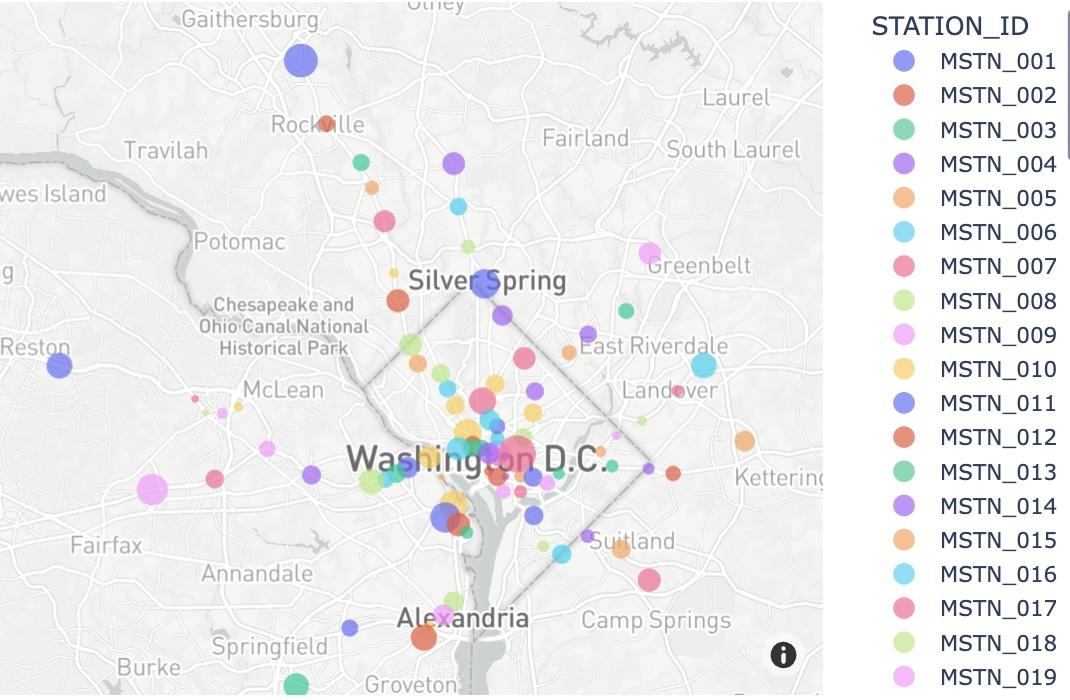 Gaithersburg
Olney
Laurel
Rockville
Fairland
South Laurel
Travilah
wes Island
Potomac
Greenbelt
g
Silver Spring
Chesapeake and
Ohio Canal National
Historical Park
Reston
East Riverdale
McLean
Landover
Washington D.C.
Kettering
Fairfax
Suitland
Annandale
Alexandria
Camp Springs
Springfield
Burke
Groveton
i
STATION_ID
MSTN_001
MSTN_002
MSTN_003
MSTN_004
MSTN_005
MSTN_006
MSTN_007
MSTN_008
MSTN_009
MSTN_010
MSTN_011
MSTN_012
MSTN_013
MSTN_014
MSTN_015
MSTN_016
MSTN_017
MSTN_018
MSTN_019